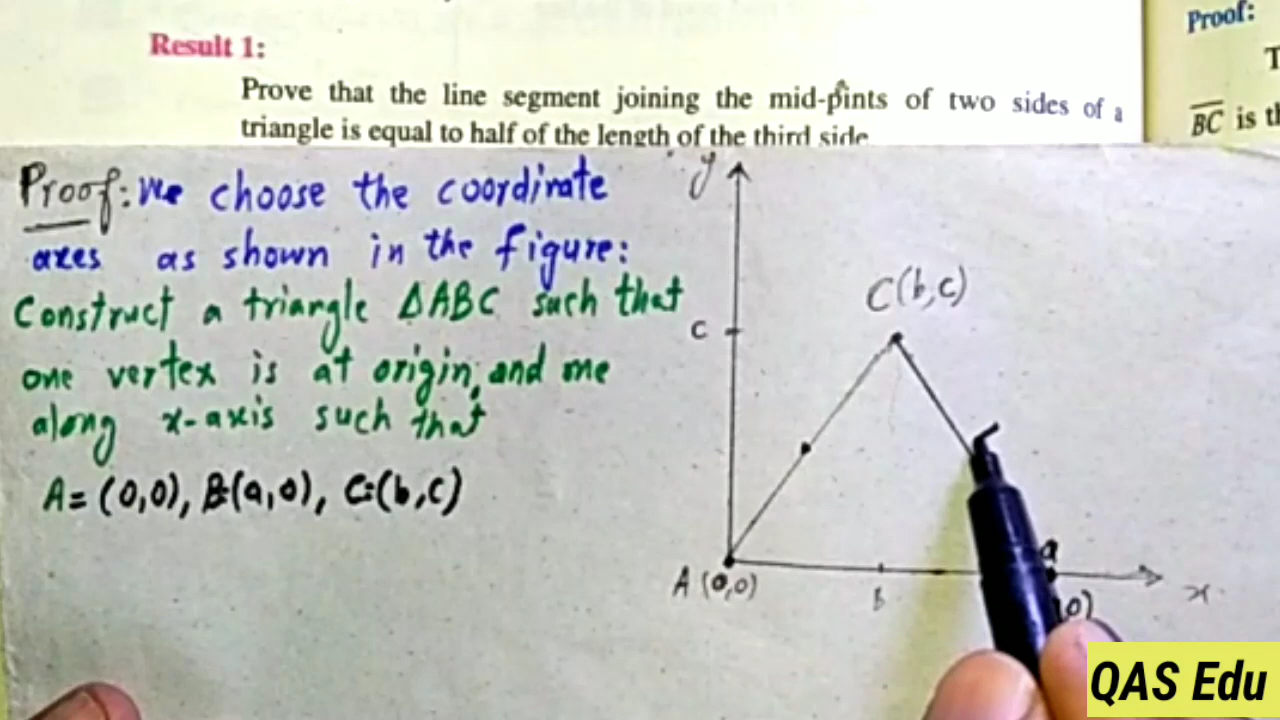 Result 1:
Prove that the line segment joining the mid-points of two sides of a
triangle is equal to half of the length of the third side.
Proof:
T
BC is th
Proof: We choose the coordinate
axes as shown in the figure:
Construct a triangle ΔABC such that
one vertex is at origin, and one
along x-axis such that
A=(0,0), B=(a,0), C=(b,c)
y
C(b,c)
c
a
A (0,0)
b
,0)
x
QAS Edu